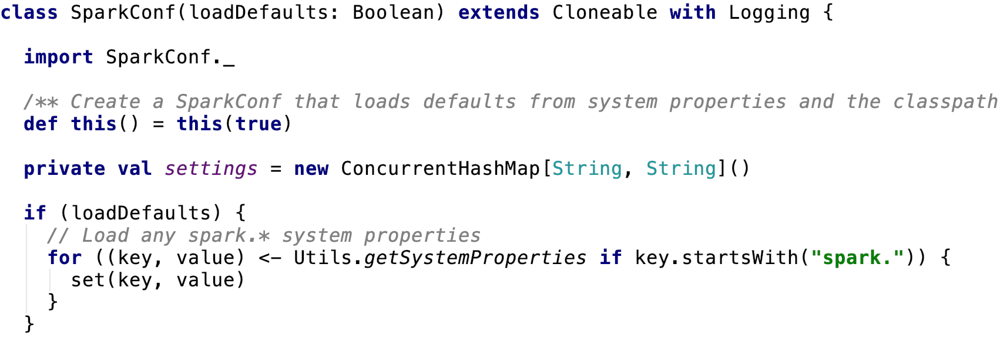 class SparkConf(loadDefaults: Boolean) extends Cloneable with Logging {
import SparkConf._
/** Create a SparkConf that loads defaults from system properties and the classpath
def this() = this(true)
private val settings = new ConcurrentHashMap[String, String]()
if (loadDefaults) {
// Load any spark.* system properties
for ((key, value) <- Utils.getSystemProperties if key.startsWith("spark.")) {
set(key, value)
}
}